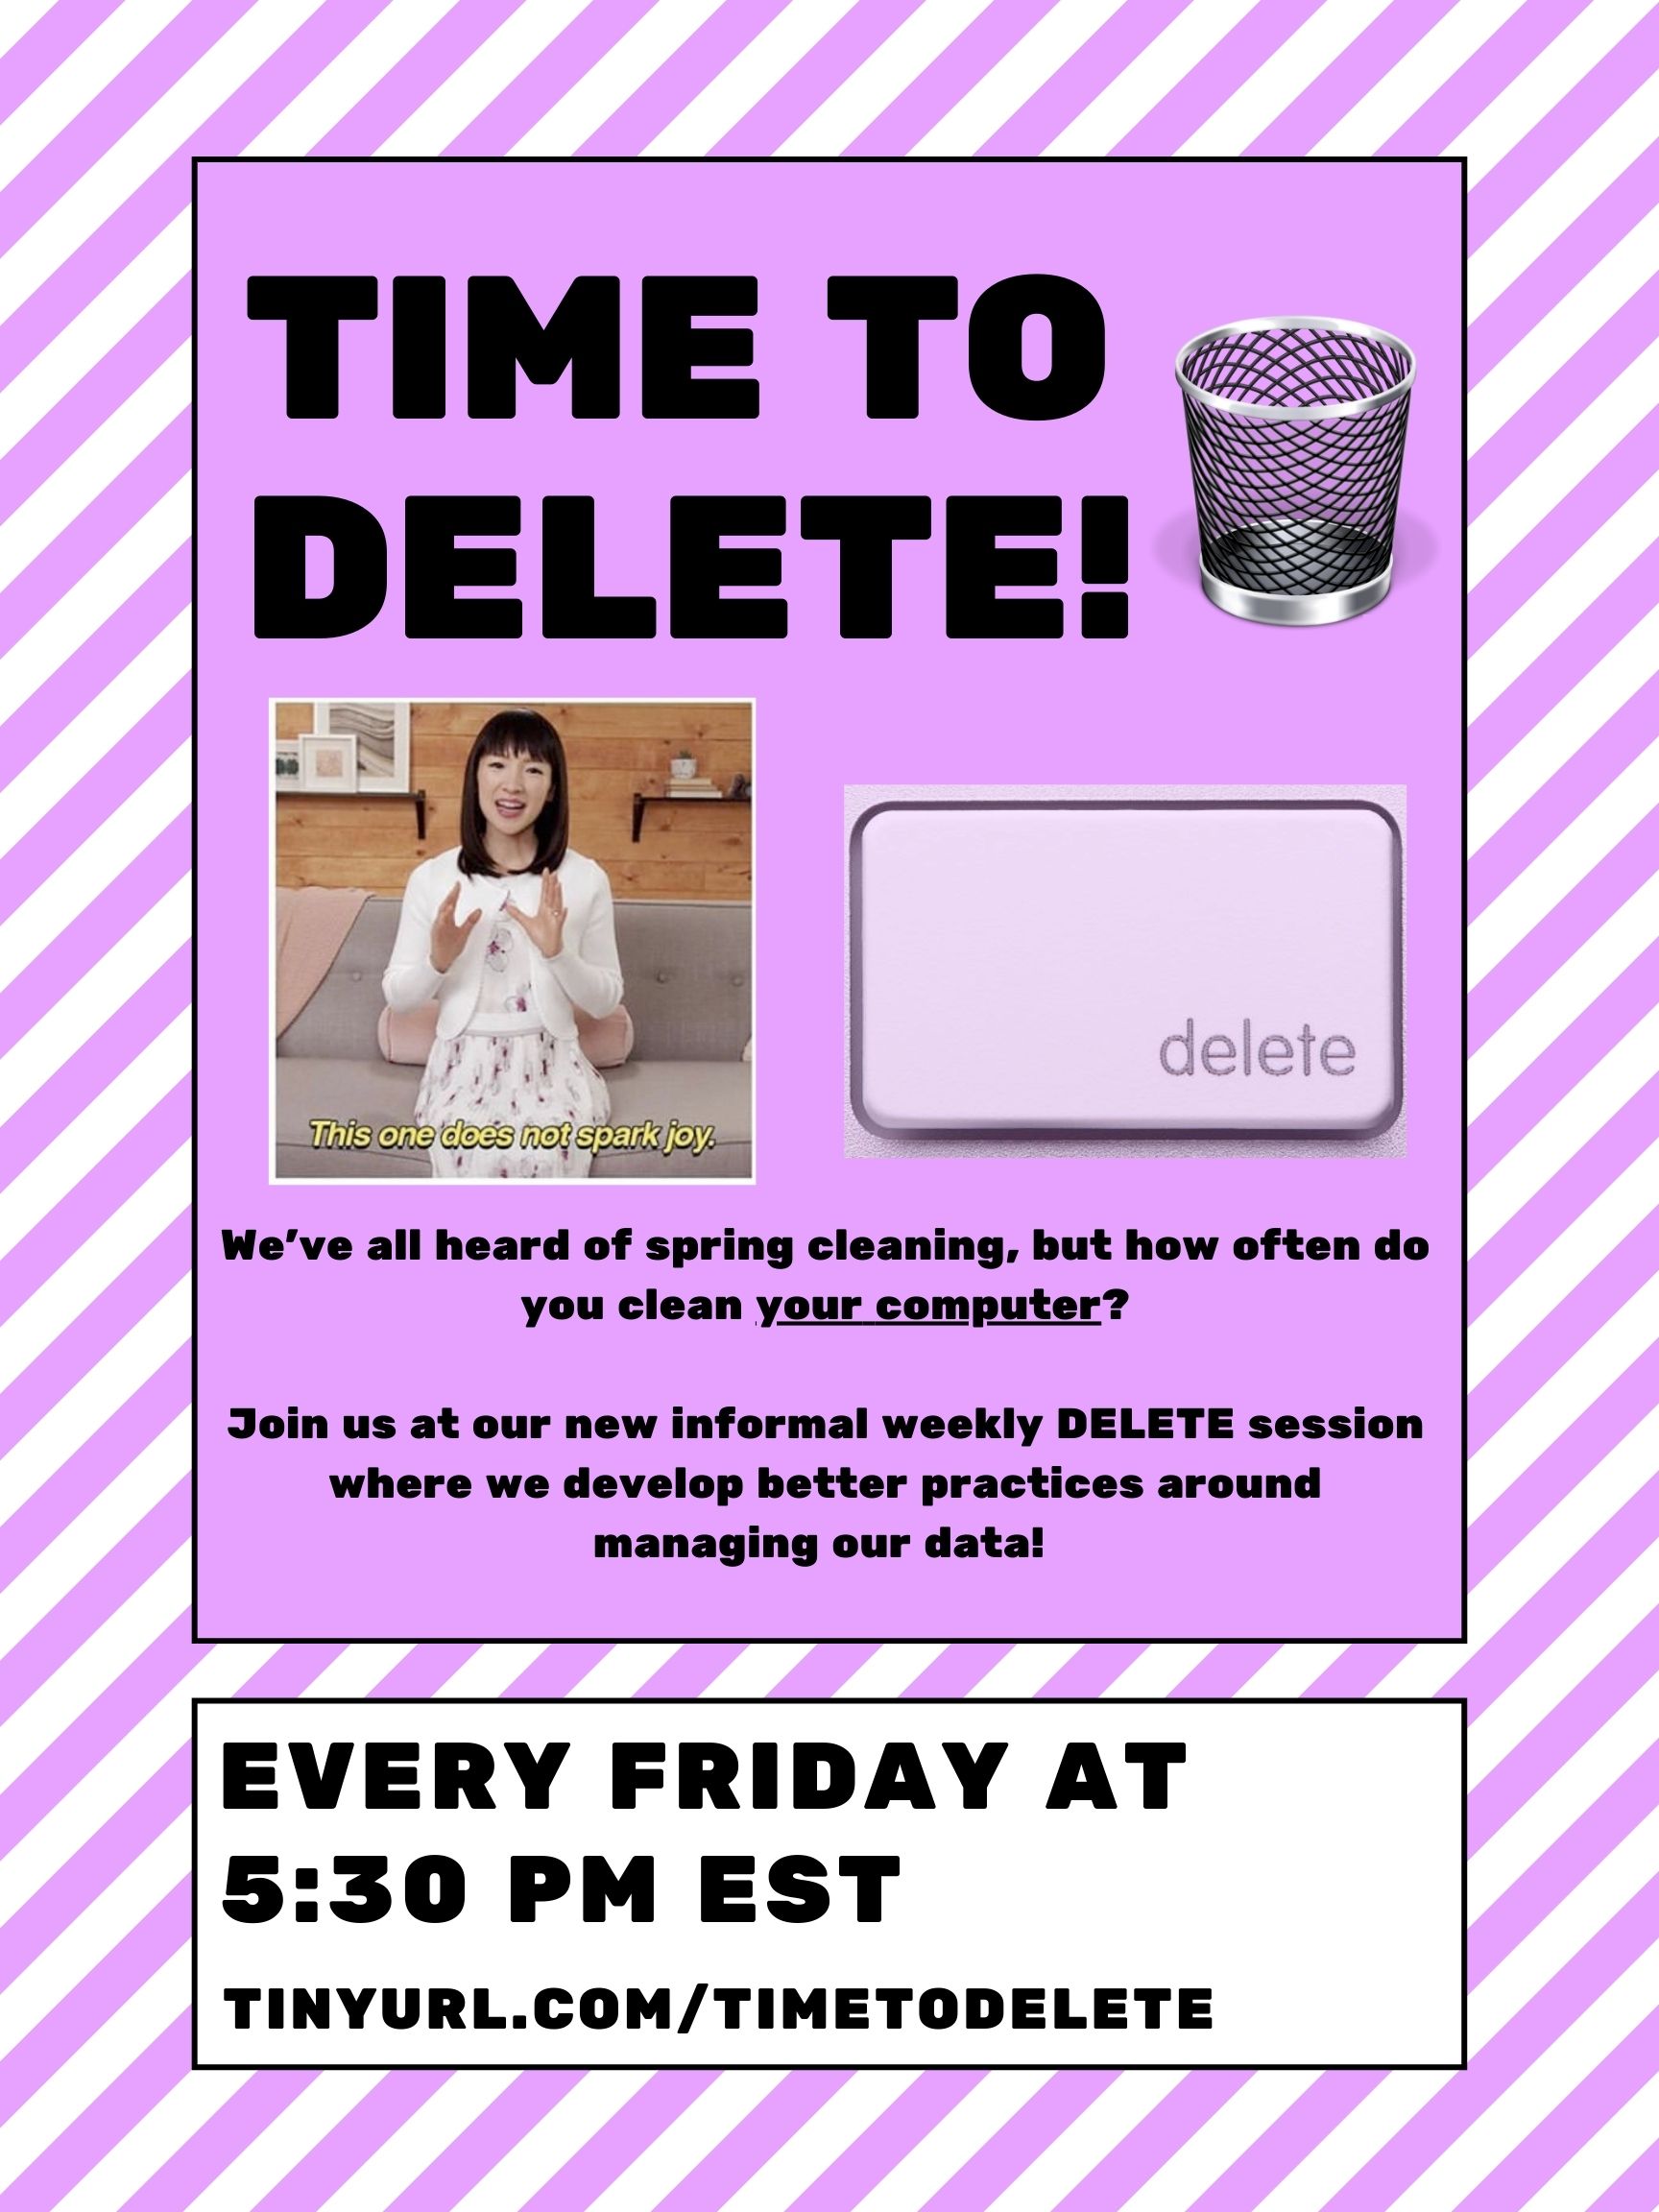 TIME TO
DELETE!
This one does not spark joy.
delete
We’ve all heard of spring cleaning, but how often do
you clean your computer?
Join us at our new informal weekly DELETE session
where we develop better practices around
managing our data!
EVERY FRIDAY AT
5:30 PM EST
TINYURL.COM/TIMETODELETE